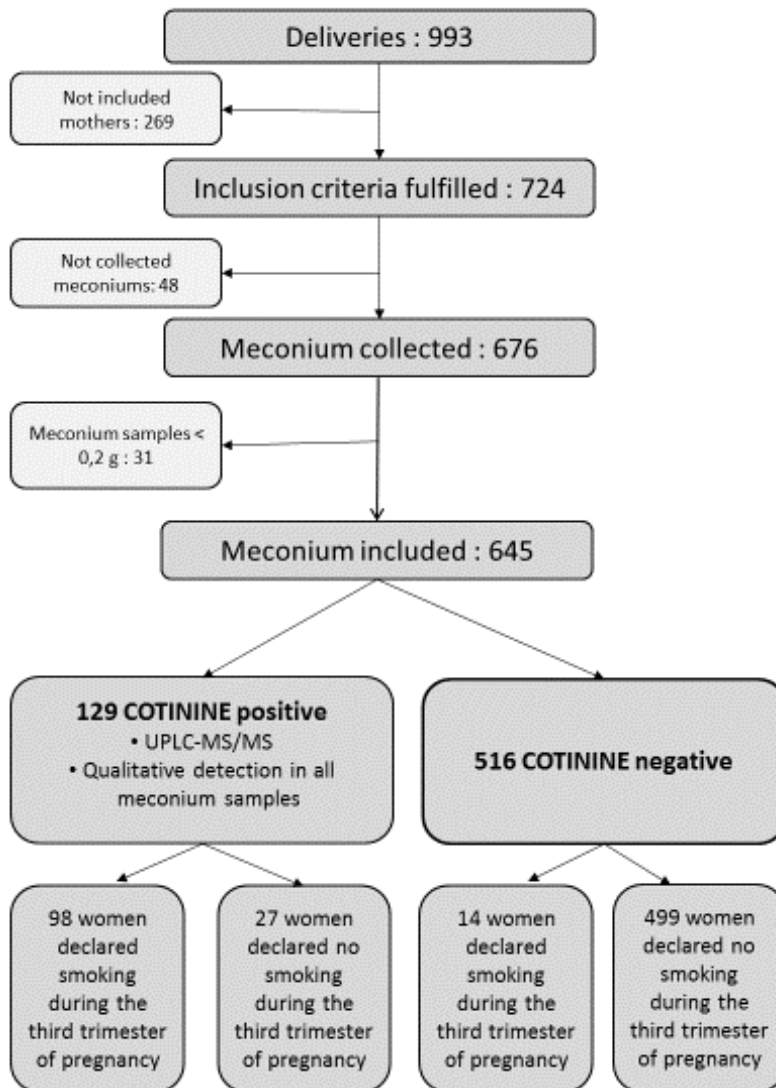 Deliveries : 993
Not included
mothers : 269
Inclusion criteria fulfilled : 724
Not collected
meconiums: 48
Meconium collected : 676
Meconium samples <
0,2 g : 31
Meconium included : 645
129 COTININE positive
• UPLC-MS/MS
• Qualitative detection in all
meconium samples
516 COTININE negative
98 women
declared
smoking
during the
third trimester
of pregnancy
27 women
declared no
smoking
during the
third trimester
of pregnancy
14 women
declared
smoking
during the
third trimester
of pregnancy
499 women
declared no
smoking
during the
third trimester
of pregnancy